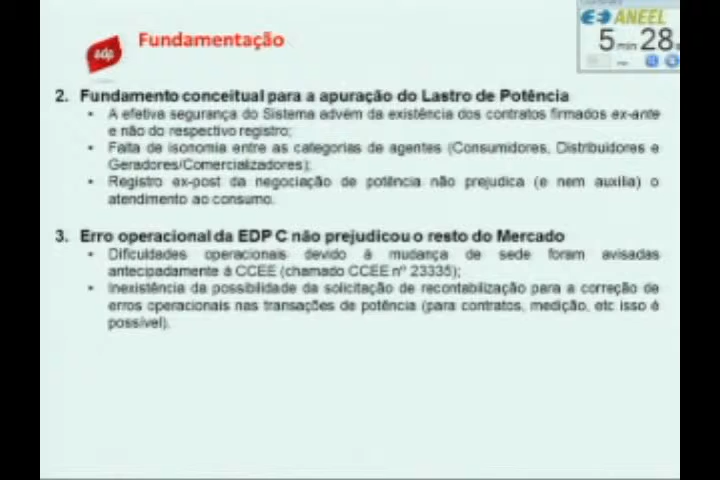 Fundamentação
edp
ANEEL
5 min 28
2. Fundamento conceitual para a apuração do Lastro de Potência
• A efetiva segurança do Sistema advém da existência dos contratos firmados ex-ante
e não do respectivo registro;
• Falta de isonomia entre as categorias de agentes (Consumidores, Distribuidores e
Geradores/Comercializadores);
• Registro ex-post da negociação de potência não prejudica (e nem auxilia) o
atendimento ao consumo.
3. Erro operacional da EDP C não prejudicou o resto do Mercado
• Dificuldades operacionais devido à mudança de sede foram avisadas
antecipadamente à CCEE (chamado CCEE nº 23335);
• Inexistência da possibilidade da solicitação de recontabilização para a correção de
erros operacionais nas transações de potência (para contratos, medição, etc isso é
possível).